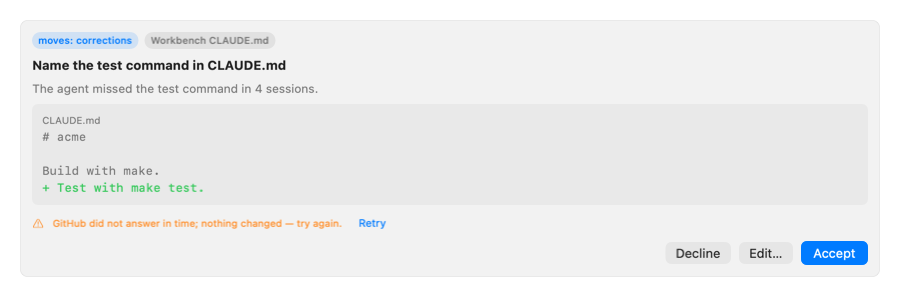 moves: corrections Workbench CLAUDE.md
Name the test command in CLAUDE.md
The agent missed the test command in 4 sessions.
CLAUDE.md
# acme
Build with make.
+ Test with make test.
GitHub did not answer in time; nothing changed — try again. Retry
Decline Edit... Accept